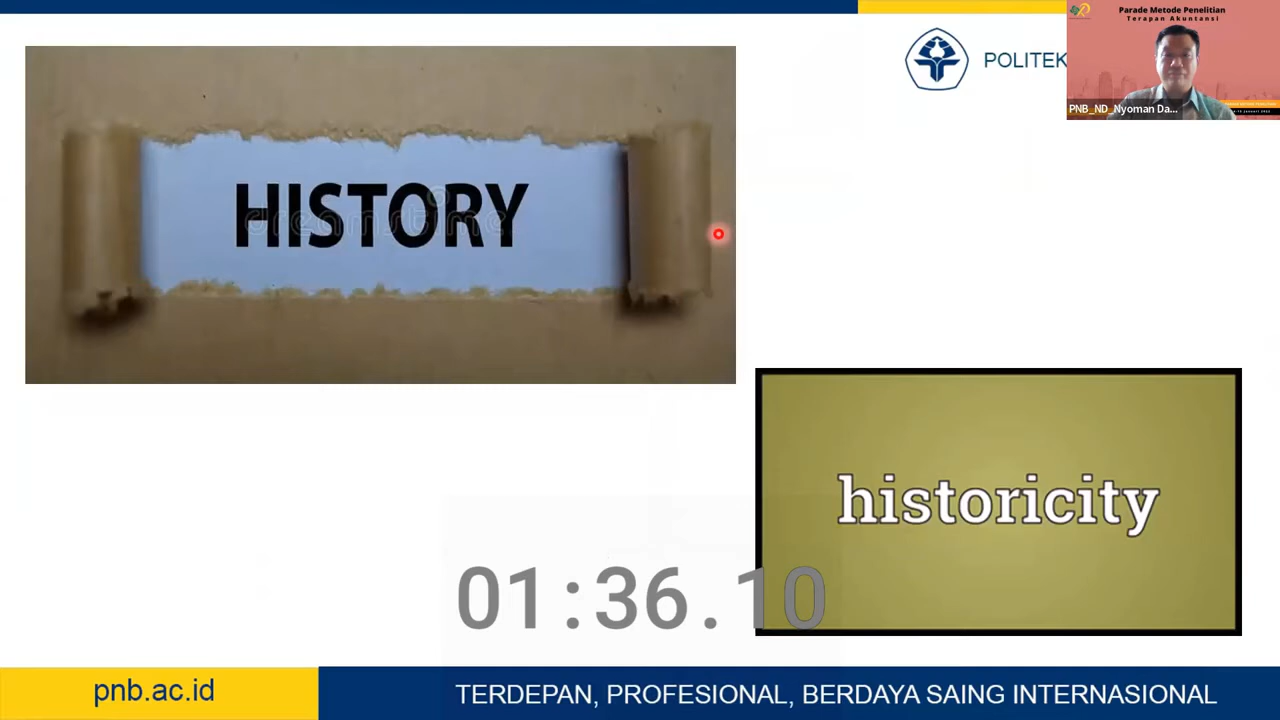 Parade Metode Penelitian
Terapan Akuntansi
POLITEK
PNB_ND_Nyoman Da...
HISTORY
dreamstime
historicity
01:36.10
pnb.ac.id
TERDEPAN, PROFESIONAL, BERDAYA SAING INTERNASIONAL